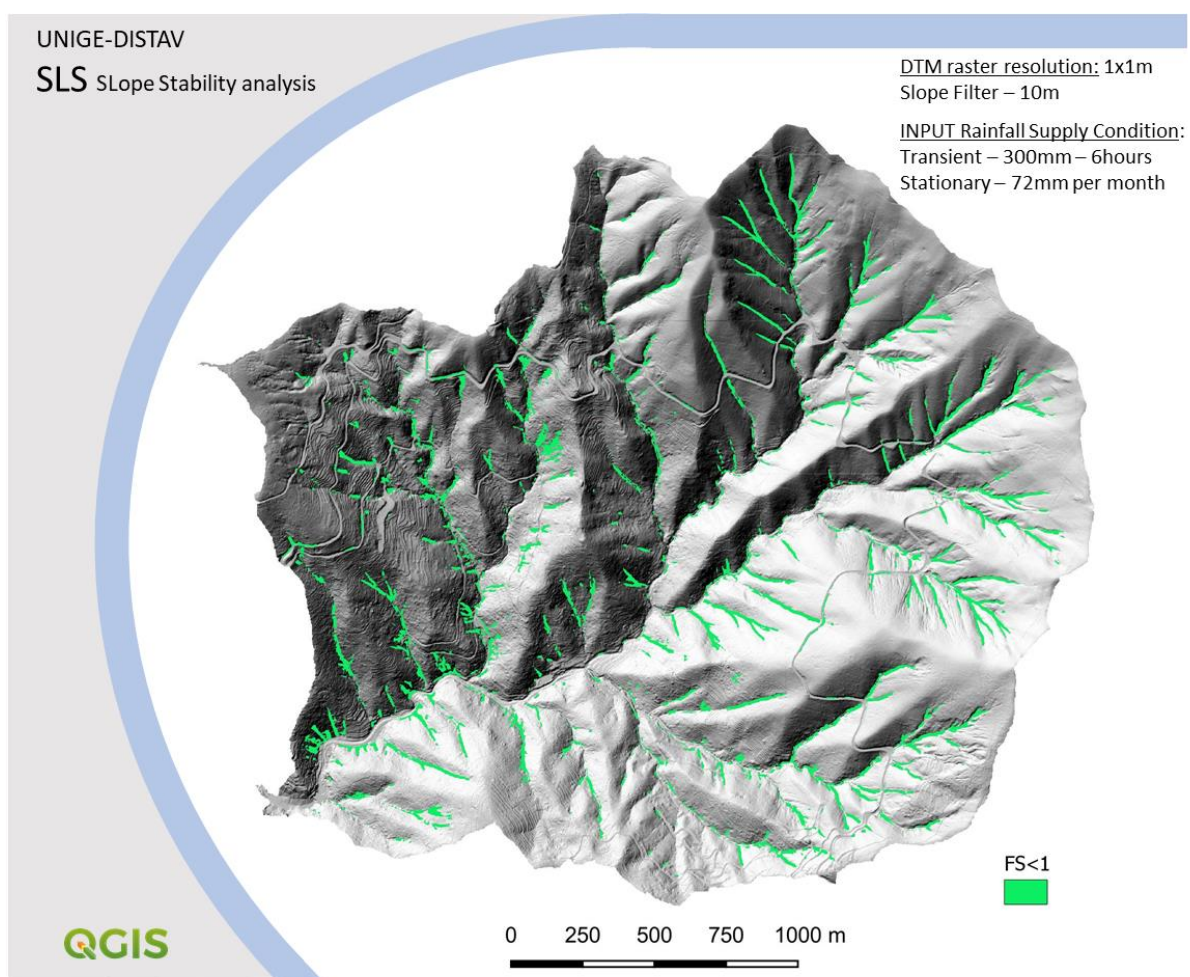 UNIGE-DISTAV
SLS SLope Stability analysis
DTM raster resolution: 1x1m
Slope Filter – 10m
INPUT Rainfall Supply Condition:
Transient – 300mm – 6hours
Stationary – 72mm per month
FS<1
QGIS
0 250 500 750 1000 m